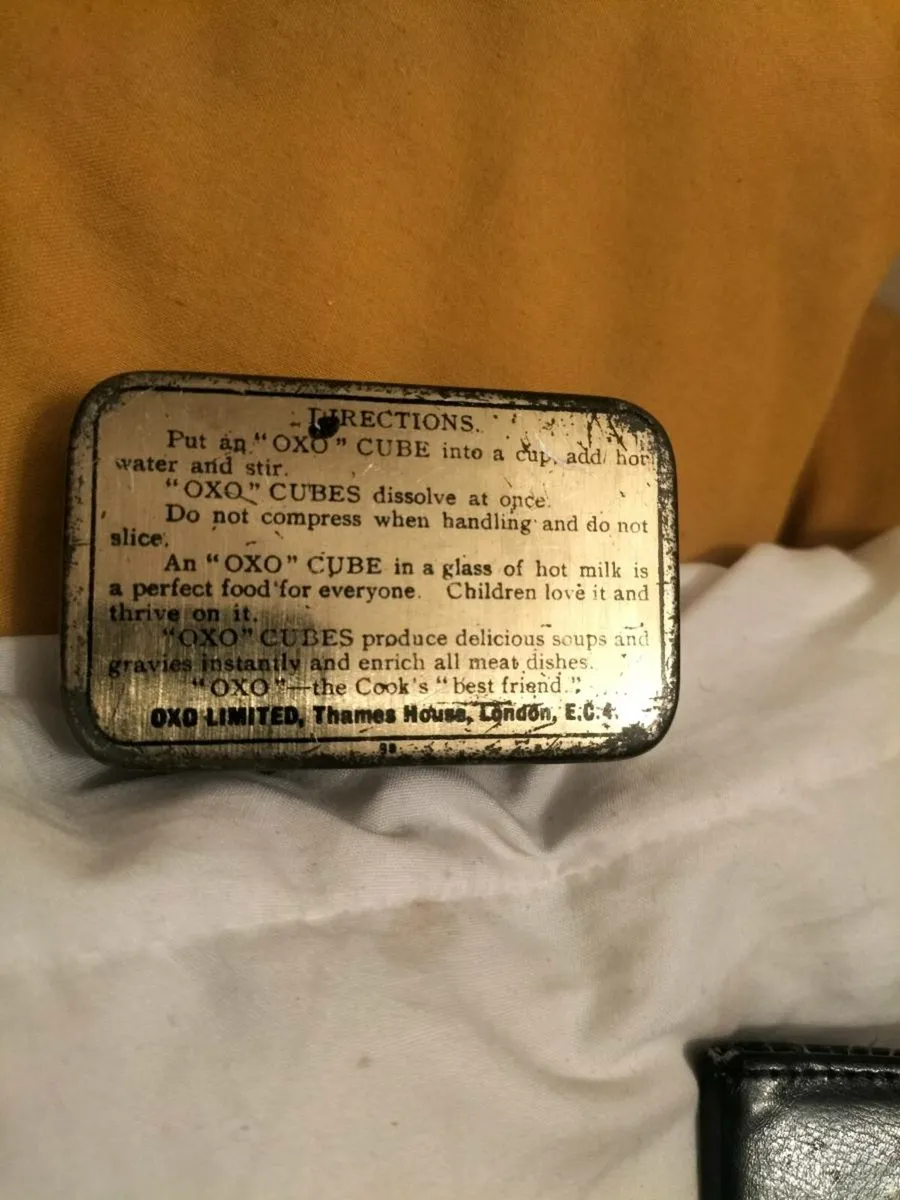 DIRECTIONS.
Put an "OXO" CUBE into a cup, add hot
water and stir.
"OXO" CUBES dissolve at once.
Do not compress when handling and do not
slice.
An "OXO" CUBE in a glass of hot milk is
a perfect food for everyone. Children love it and
thrive on it.
"OXO" CUBES produce delicious soups and
gravies instantly and enrich all meat dishes.
"OXO"—the Cook's "best friend."
OXO LIMITED, Thames House, London, E.C.4.